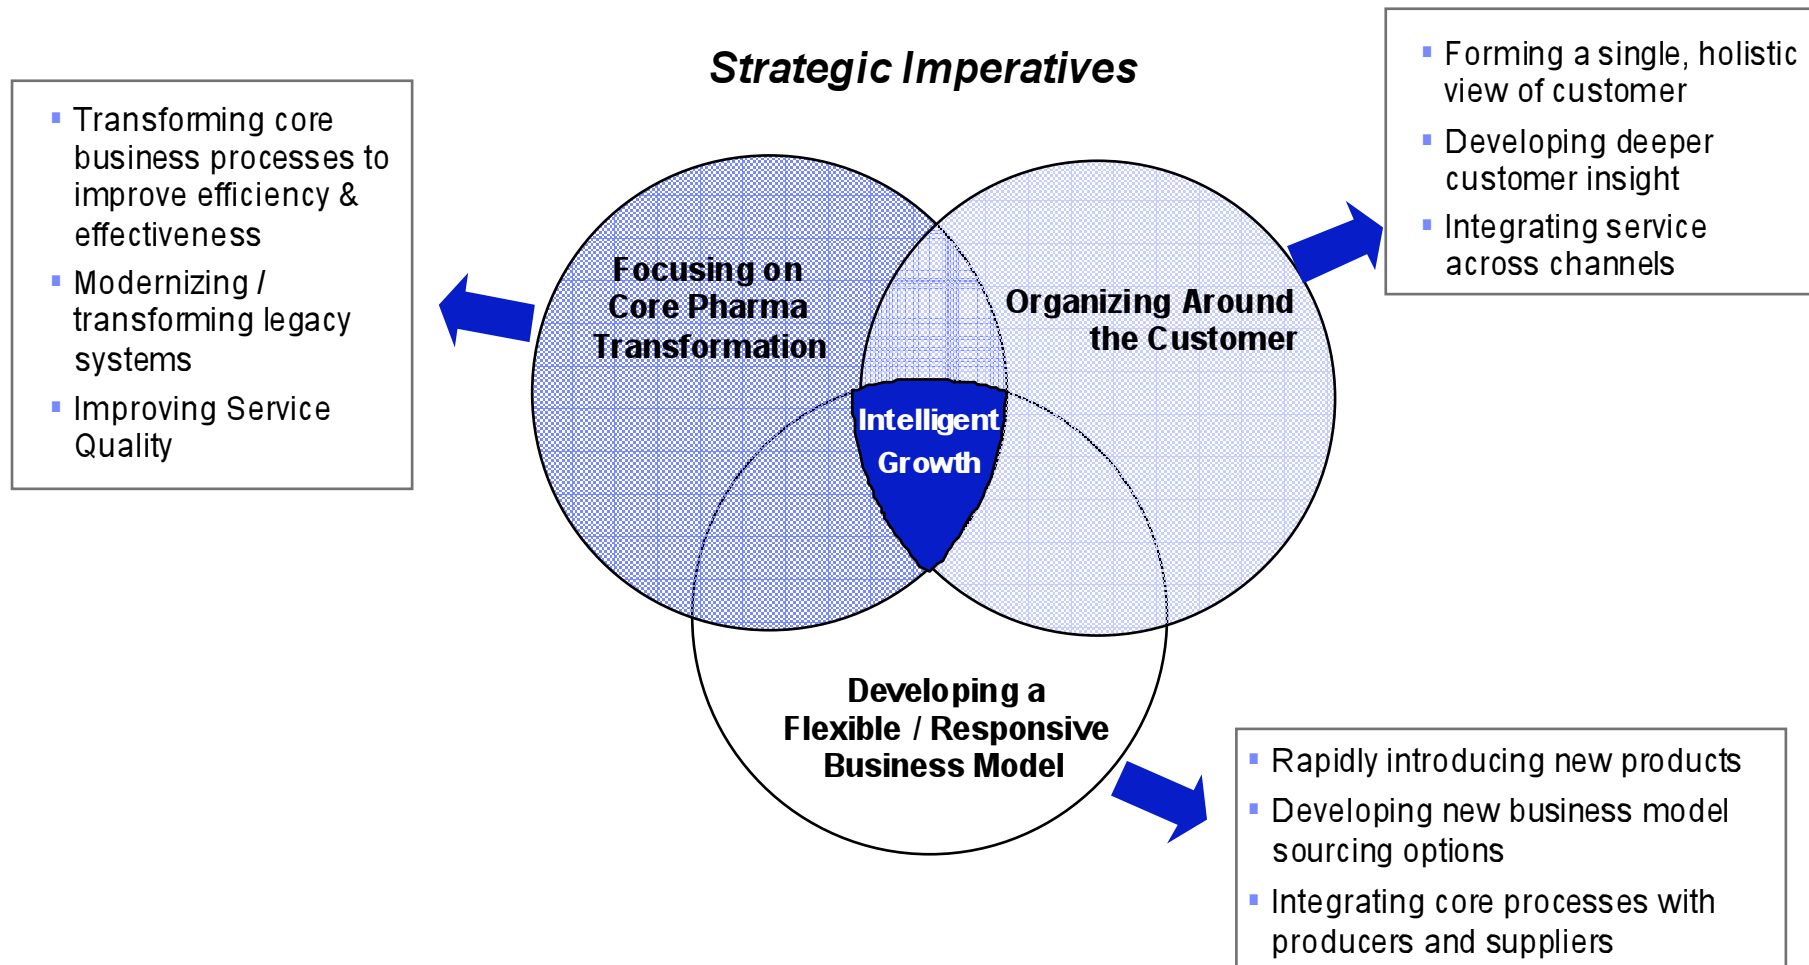 Strategic Imperatives
Transforming core
business processes to
improve efficiency &
effectiveness
Modernizing /
transforming legacy
systems
Improving Service
Quality
Forming a single, holistic
view of customer
Developing deeper
customer insight
Integrating service
across channels
Focusing on
Core Pharma
Transformation
Organizing Around
the Customer
Intelligent
Growth
Developing a
Flexible / Responsive
Business Model
Rapidly introducing new products
Developing new business model
sourcing options
Integrating core processes with
producers and suppliers